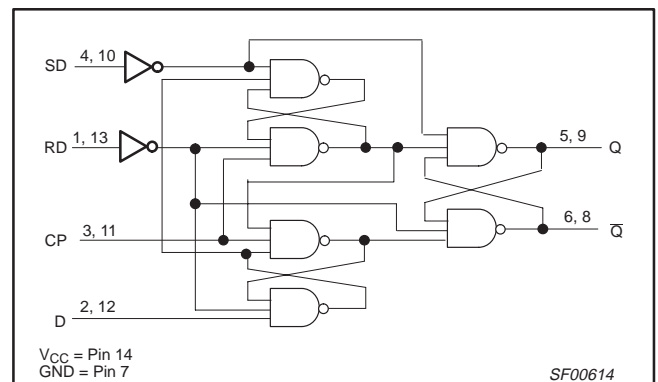 SD 4, 10
RD 1, 13
5, 9 Q
CP 3, 11
6, 8 Q̅
D 2, 12
VCC = Pin 14
GND = Pin 7
SF00614